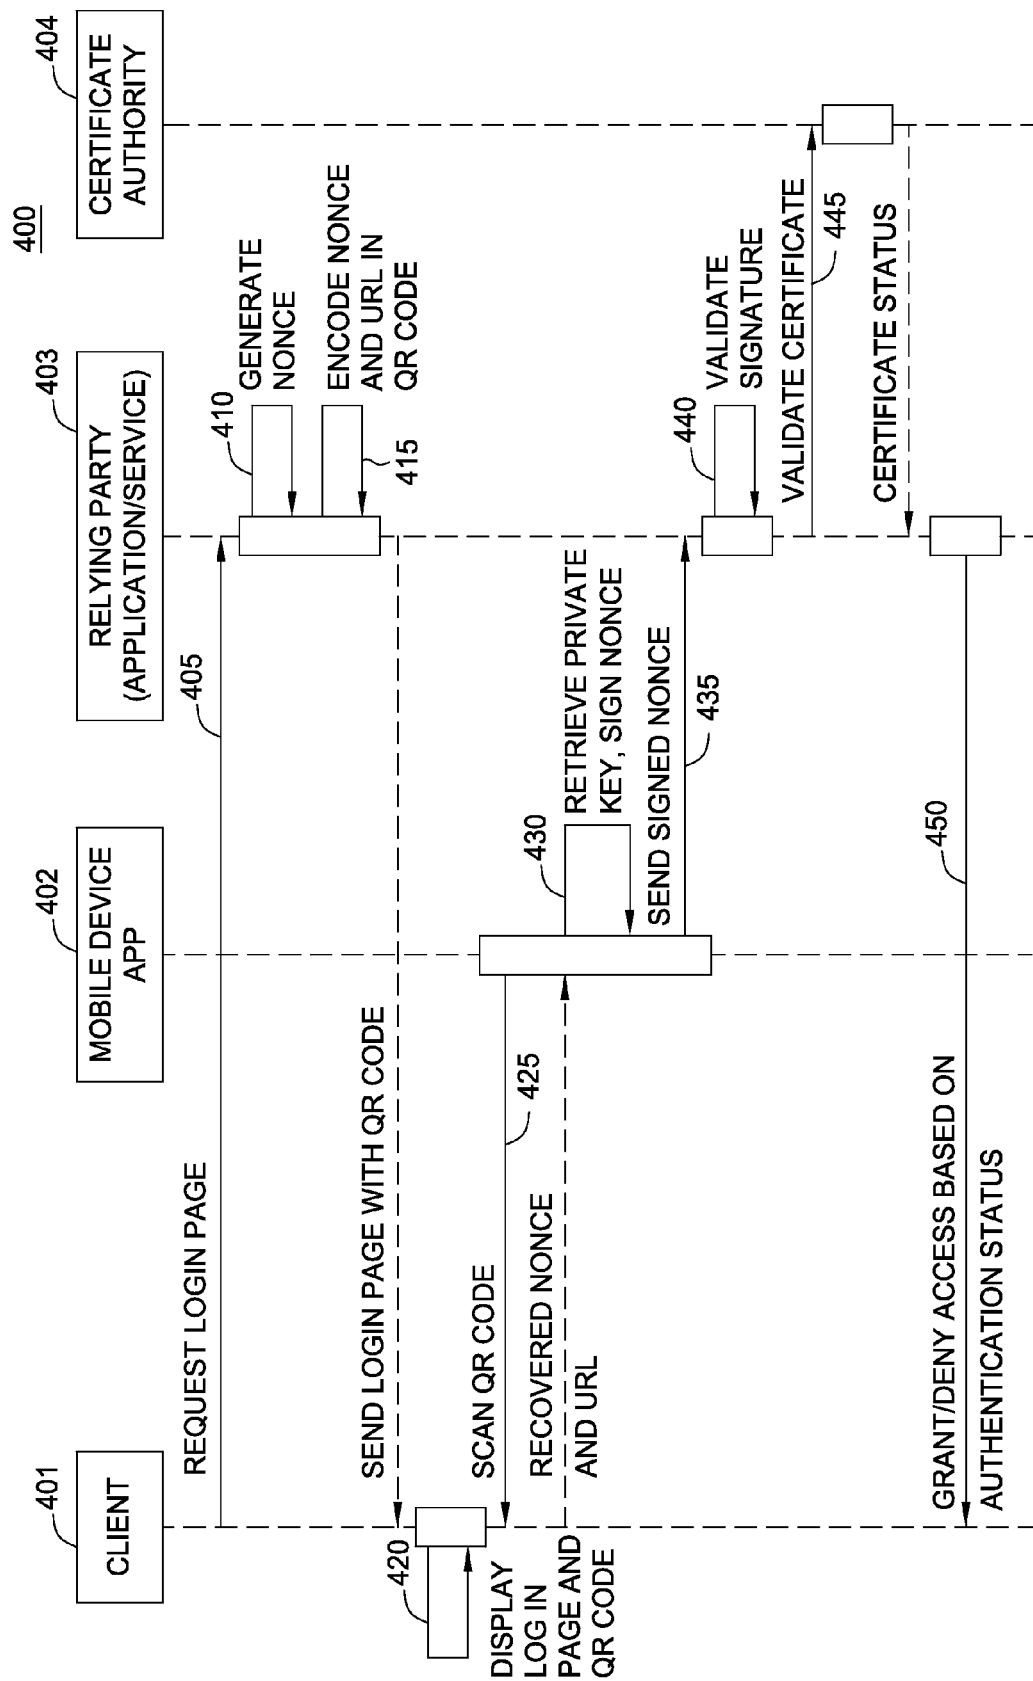 400
401
CLIENT
402
MOBILE DEVICE
APP
403
RELYING PARTY
(APPLICATION/SERVICE)
404
CERTIFICATE
AUTHORITY
REQUEST LOGIN PAGE
405
410
GENERATE
NONCE
ENCODE NONCE
AND URL IN
QR CODE
415
SEND LOGIN PAGE WITH QR CODE
420
DISPLAY
LOG IN
PAGE AND
QR CODE
SCAN QR CODE
425
RECOVERED NONCE
AND URL
430
RETRIEVE PRIVATE
KEY, SIGN NONCE
SEND SIGNED NONCE
435
440
VALIDATE
SIGNATURE
VALIDATE CERTIFICATE
445
CERTIFICATE STATUS
GRANT/DENY ACCESS BASED ON
AUTHENTICATION STATUS
450